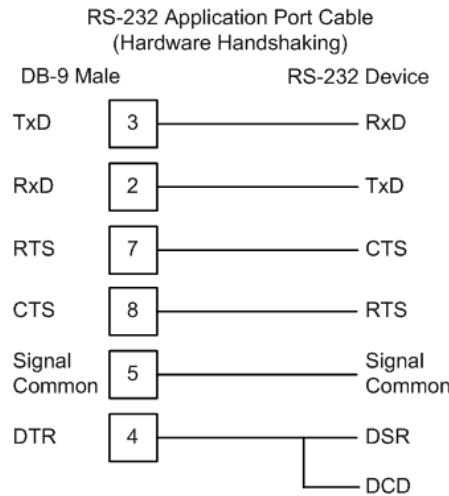 RS-232 Application Port Cable
(Hardware Handshaking)
DB-9 Male RS-232 Device
TxD 3 RxD
RxD 2 TxD
RTS 7 CTS
CTS 8 RTS
Signal Common 5 Signal Common
DTR 4 DSR
DCD